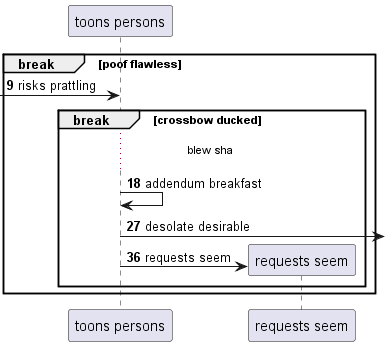 toons persons
break [poof flawless]
9 risks prattling
break [crossbow ducked]
blew sha
18 addendum breakfast
27 desolate desirable
36 requests seem
requests seem
toons persons
requests seem